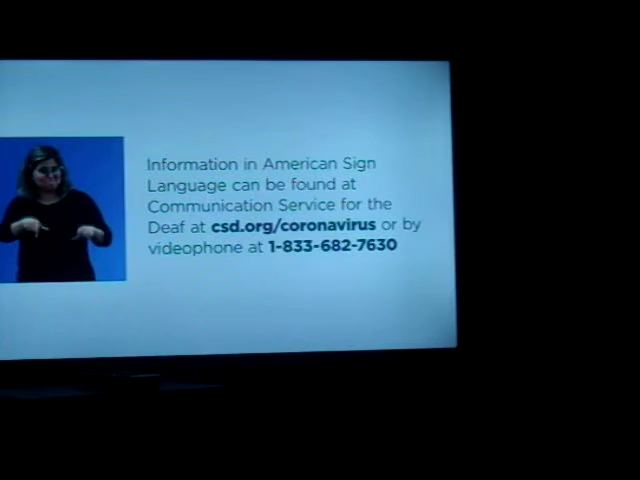 Information in American Sign
Language can be found at
Communication Service for the
Deaf at csd.org/coronavirus or by
videophone at 1-833-682-7630